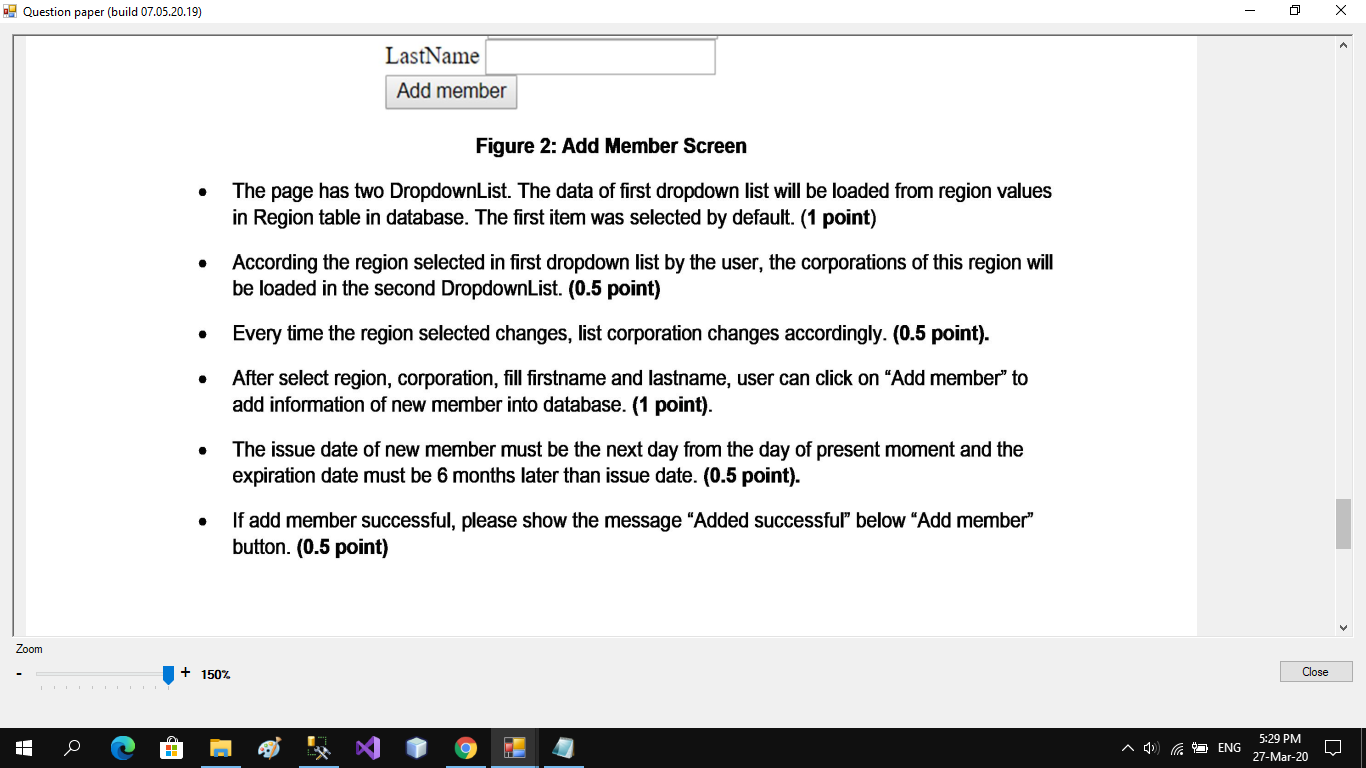 Question paper (build 07.05.20.19)
LastName
Add member
Figure 2: Add Member Screen
• The page has two DropdownList. The data of first dropdown list will be loaded from region values
in Region table in database. The first item was selected by default. (1 point)
• According the region selected in first dropdown list by the user, the corporations of this region will
be loaded in the second DropdownList. (0.5 point)
• Every time the region selected changes, list corporation changes accordingly. (0.5 point).
• After select region, corporation, fill firstname and lastname, user can click on “Add member” to
add information of new member into database. (1 point).
• The issue date of new member must be the next day from the day of present moment and the
expiration date must be 6 months later than issue date. (0.5 point).
• If add member successful, please show the message “Added successful” below “Add member”
button. (0.5 point)
Zoom
- + 150%
Close
ENG
5:29 PM
27-Mar-20